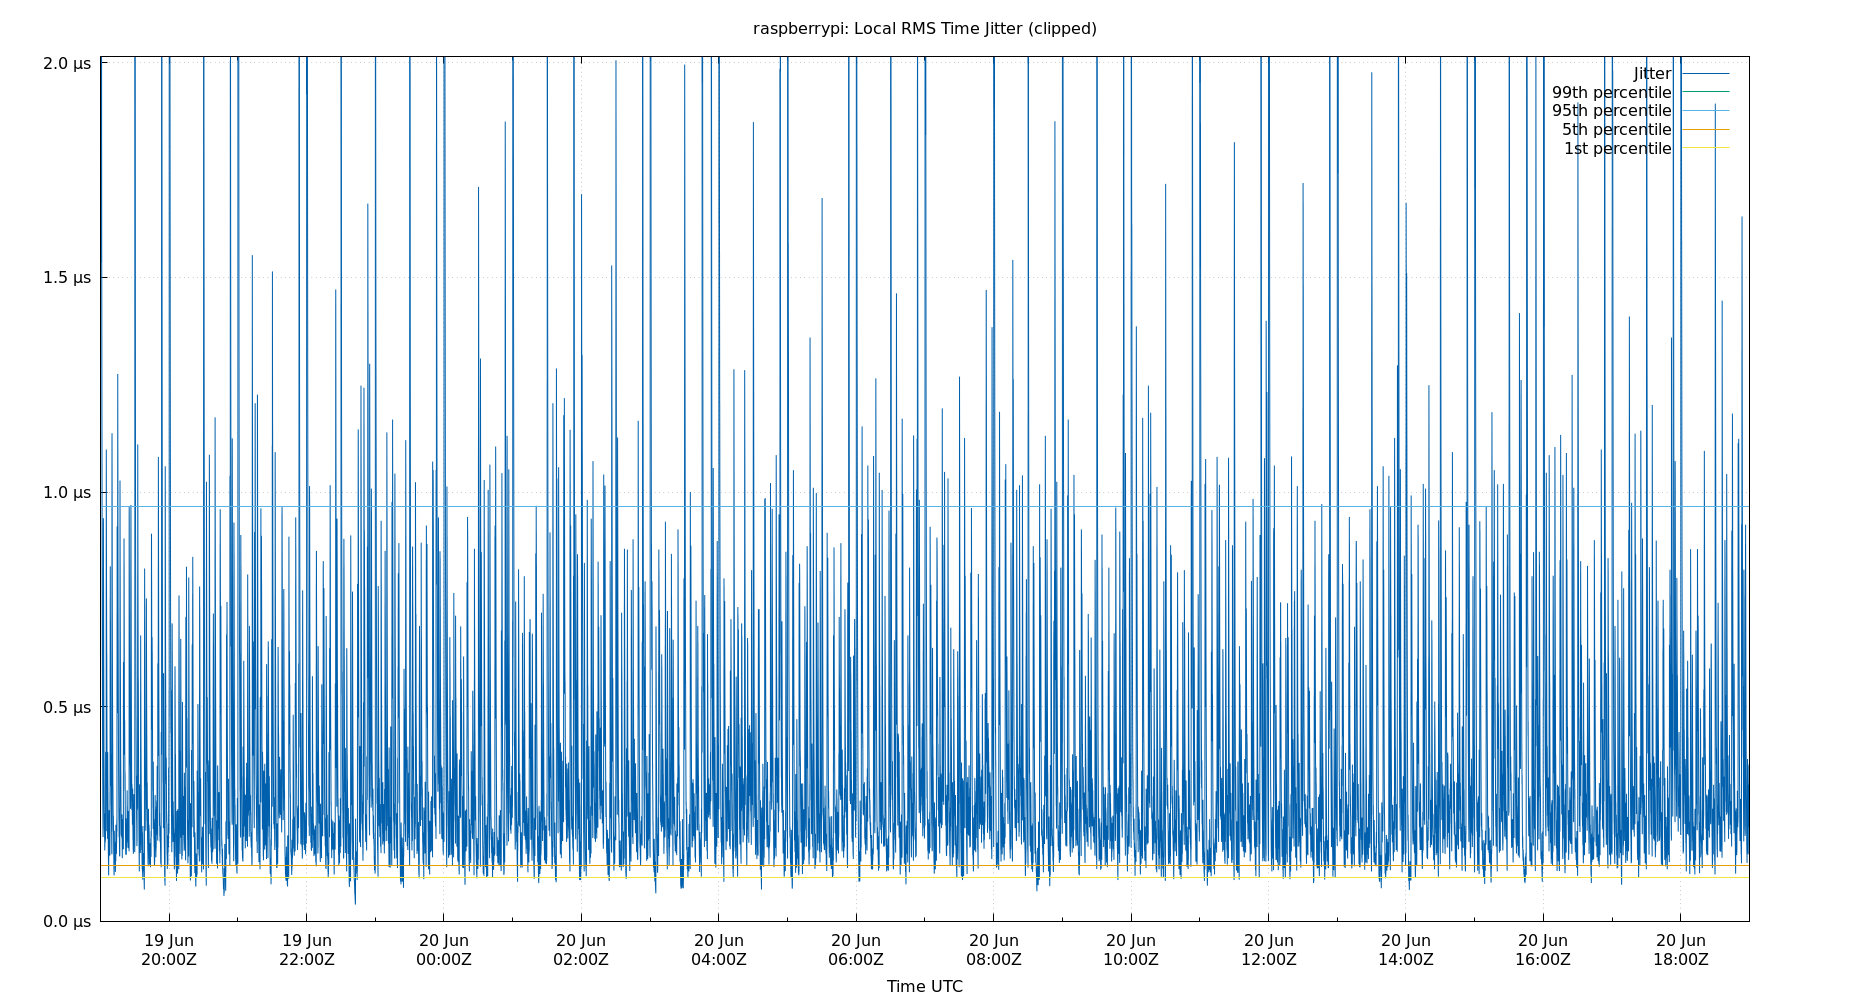 raspberrypi: Local RMS Time Jitter (clipped)
2.0 µs
1.5 µs
1.0 µs
0.5 µs
0.0 µs
Jitter
99th percentile
95th percentile
5th percentile
1st percentile
19 Jun 20:00Z
19 Jun 22:00Z
20 Jun 00:00Z
20 Jun 02:00Z
20 Jun 04:00Z
20 Jun 06:00Z
20 Jun 08:00Z
20 Jun 10:00Z
20 Jun 12:00Z
20 Jun 14:00Z
20 Jun 16:00Z
20 Jun 18:00Z
Time UTC